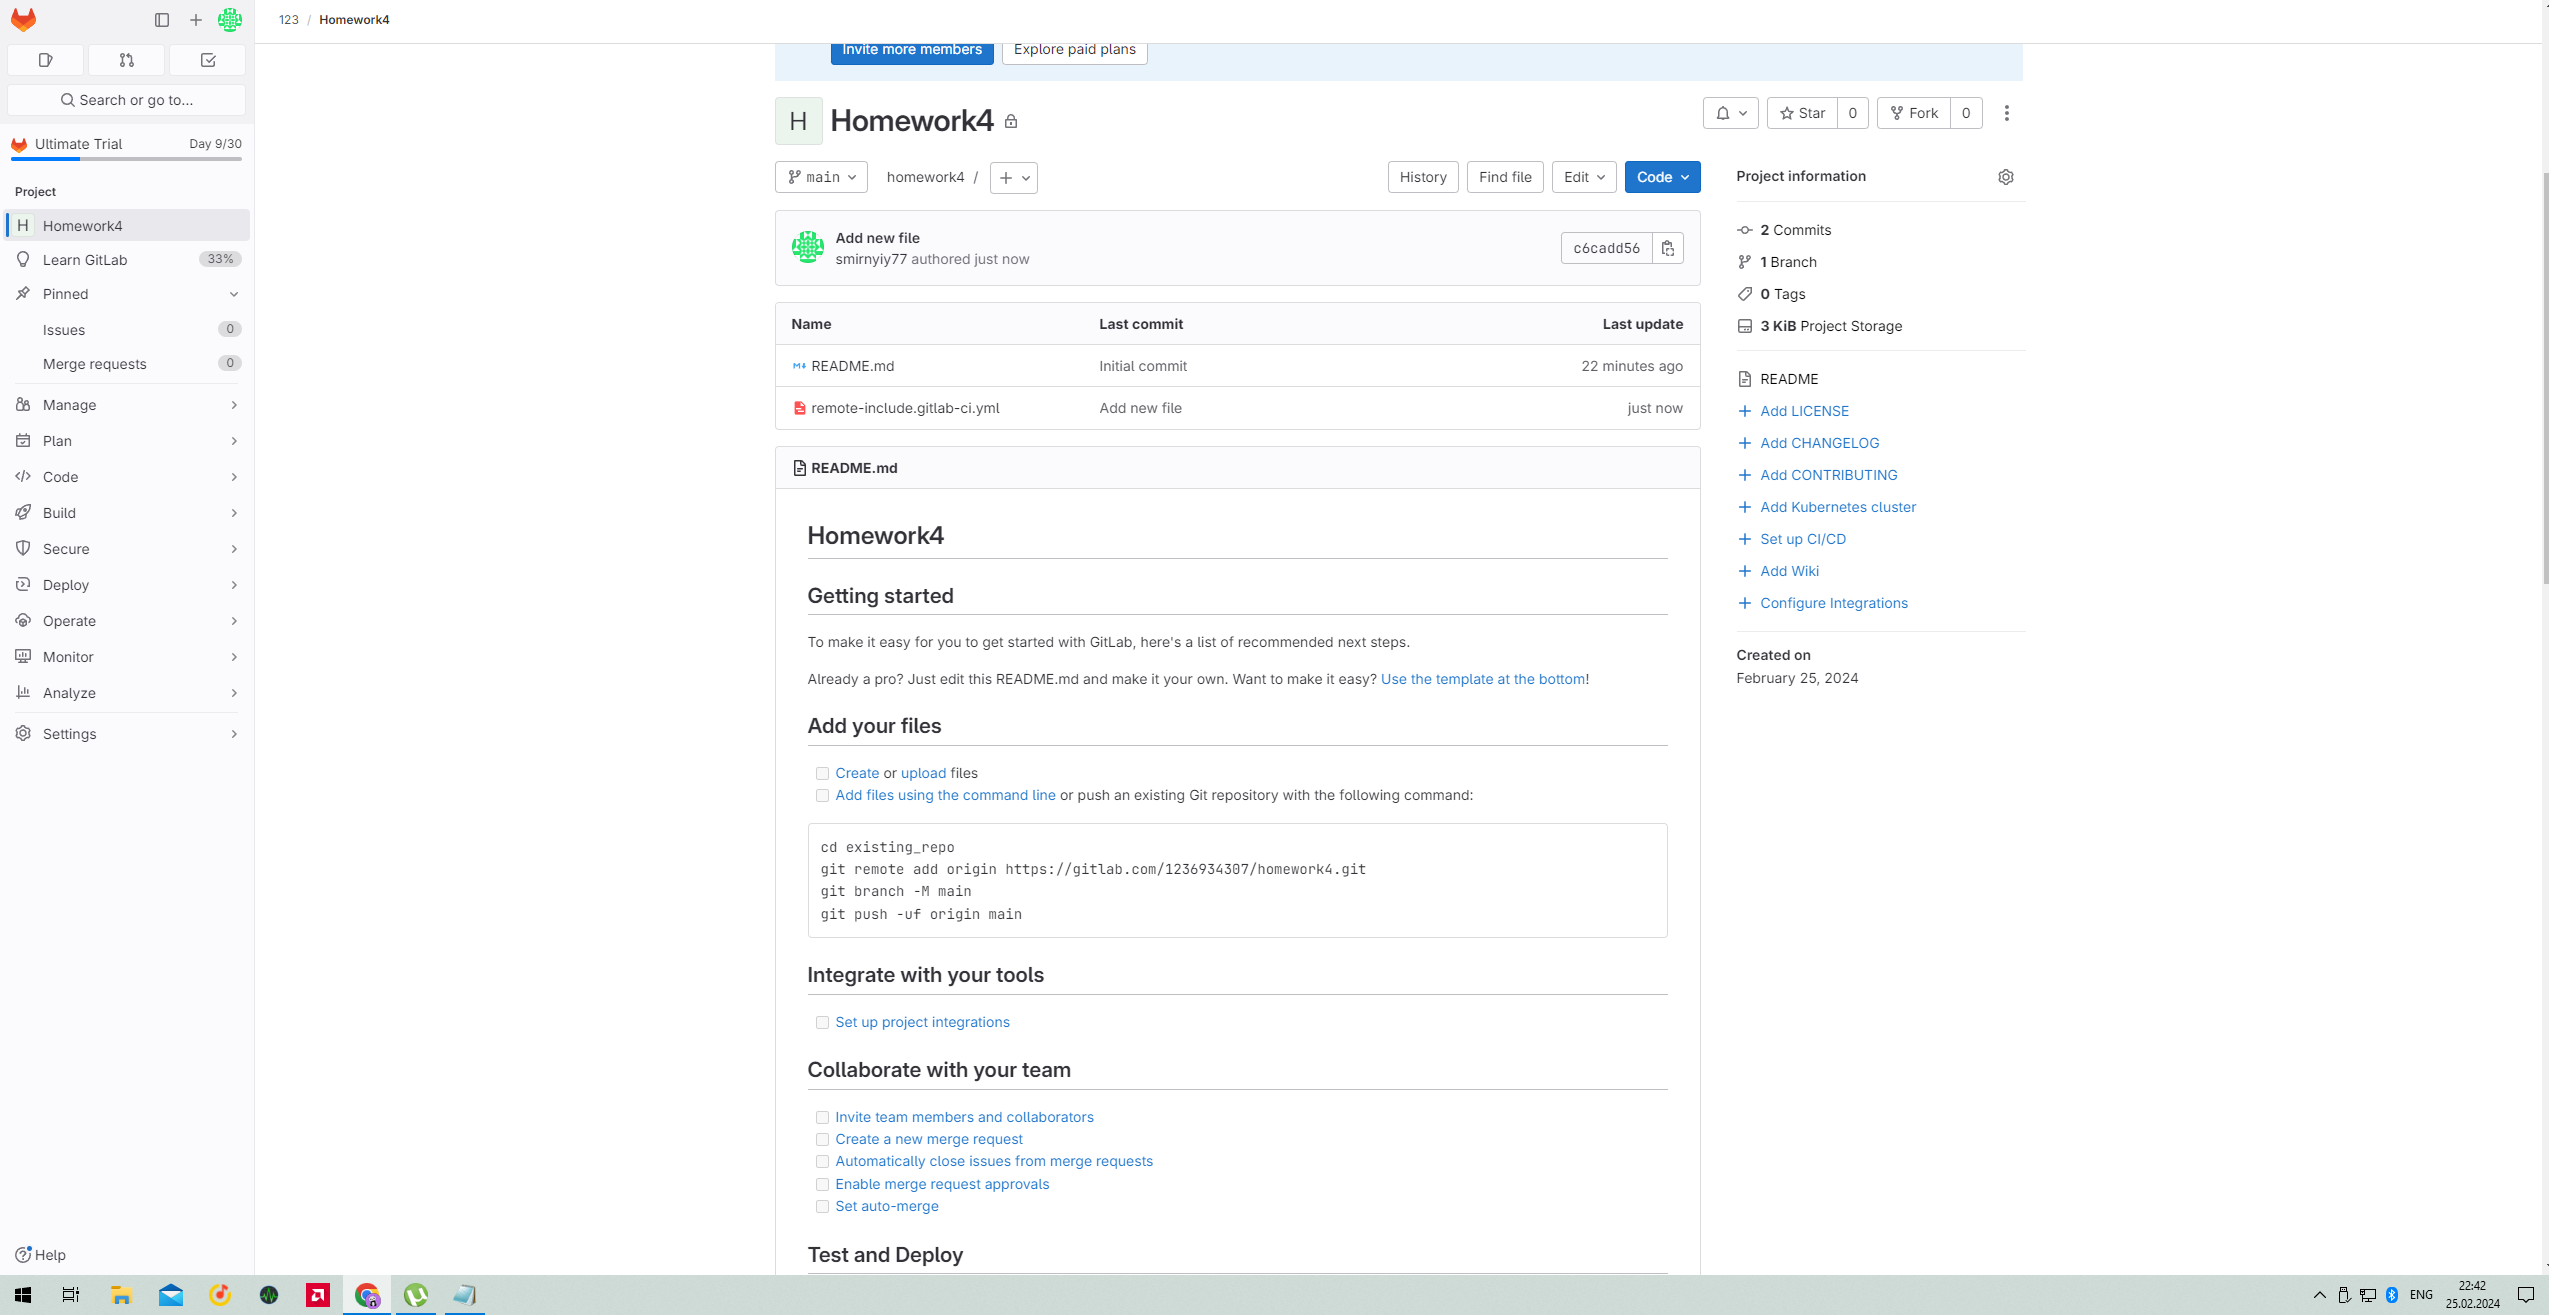 123 / Homework4
Search or go to...
Ultimate Trial Day 9/30
Project
H Homework4
Learn GitLab 33%
Pinned
Issues 0
Merge requests 0
Manage
Plan
Code
Build
Secure
Deploy
Operate
Monitor
Analyze
Settings
Help
Invite more members Explore paid plans
H Homework4
Star 0 Fork 0
main homework4 / History Find file Edit Code
Add new file
smirnyiy77 authored just now
c6cadd56
Name Last commit Last update
README.md Initial commit 22 minutes ago
remote-include.gitlab-ci.yml Add new file just now
README.md
Homework4
Getting started
To make it easy for you to get started with GitLab, here's a list of recommended next steps.
Already a pro? Just edit this README.md and make it your own. Want to make it easy? Use the template at the bottom!
Add your files
Create or upload files
Add files using the command line or push an existing Git repository with the following command:
cd existing_repo
git remote add origin https://gitlab.com/1236934307/homework4.git
git branch -M main
git push -uf origin main
Integrate with your tools
Set up project integrations
Collaborate with your team
Invite team members and collaborators
Create a new merge request
Automatically close issues from merge requests
Enable merge request approvals
Set auto-merge
Test and Deploy
Project information
2 Commits
1 Branch
0 Tags
3 KiB Project Storage
README
Add LICENSE
Add CHANGELOG
Add CONTRIBUTING
Add Kubernetes cluster
Set up CI/CD
Add Wiki
Configure Integrations
Created on
February 25, 2024
ENG
22:42
25.02.2024